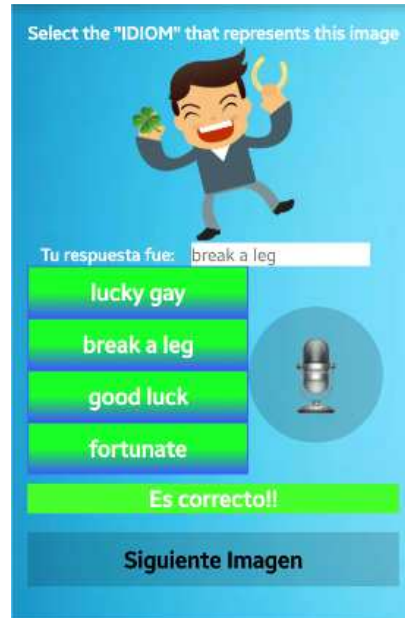 Select the "IDIOM" that represents this image
Tu respuesta fue: break a leg
lucky gay
break a leg
good luck
fortunate
Es correcto!!
Siguiente Imagen